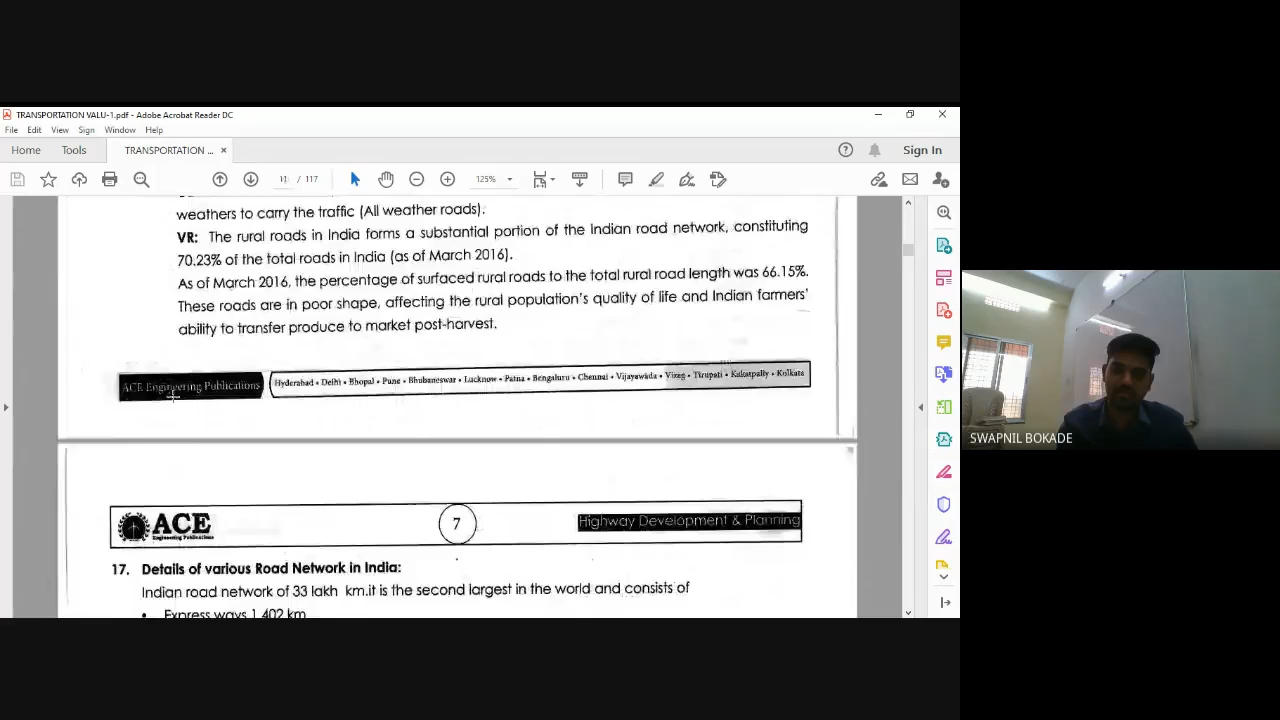 TRANSPORTATION VALU-1.pdf - Adobe Acrobat Reader DC
File Edit View Sign Window Help
Home Tools TRANSPORTATION ... × Sign In
11 / 117 125%
weathers to carry the traffic (All weather roads).
VR: The rural roads in India forms a substantial portion of the Indian road network, constituting
70.23% of the total roads in India (as of March 2016).
As of March 2016, the percentage of surfaced rural roads to the total rural road length was 66.15%.
These roads are in poor shape, affecting the rural population's quality of life and Indian farmers'
ability to transfer produce to market post-harvest.
ACE Engineering Publications Hyderabad • Delhi • Bhopal • Pune • Bhubaneswar • Lucknow • Patna • Bengaluru • Chennai • Vijayawada • Vizag • Tirupati • Kukatpally • Kolkata
ACE
Engineering Publications
7
Highway Development & Planning
17. Details of various Road Network in India:
Indian road network of 33 lakh km.it is the second largest in the world and consists of
• Express ways 1,402 km
SWAPNIL BOKADE